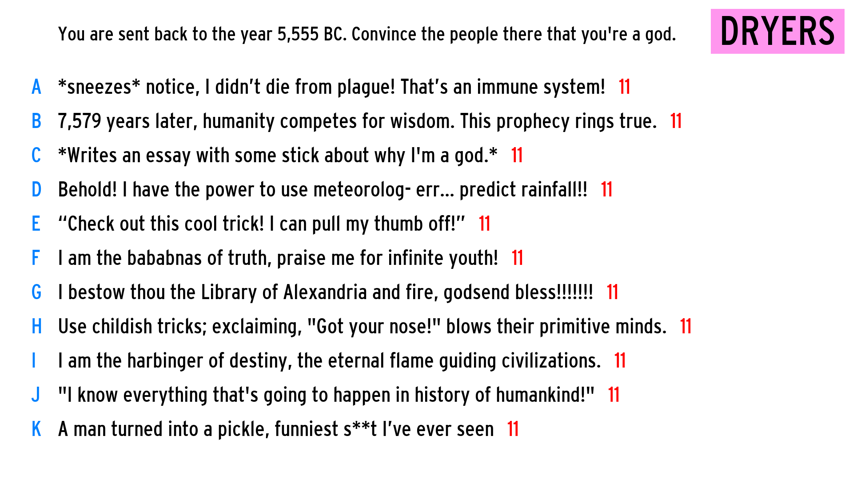 You are sent back to the year 5,555 BC. Convince the people there that you're a god.
DRYERS
A *sneezes* notice, I didn’t die from plague! That’s an immune system! 11
B 7,579 years later, humanity competes for wisdom. This prophecy rings true. 11
C *Writes an essay with some stick about why I'm a god.* 11
D Behold! I have the power to use meteorolog- err... predict rainfall!! 11
E “Check out this cool trick! I can pull my thumb off!” 11
F I am the bababnas of truth, praise me for infinite youth! 11
G I bestow thou the Library of Alexandria and fire, godsend bless!!!!!!! 11
H Use childish tricks; exclaiming, "Got your nose!" blows their primitive minds. 11
I I am the harbinger of destiny, the eternal flame guiding civilizations. 11
J "I know everything that's going to happen in history of humankind!" 11
K A man turned into a pickle, funniest s**t I’ve ever seen 11